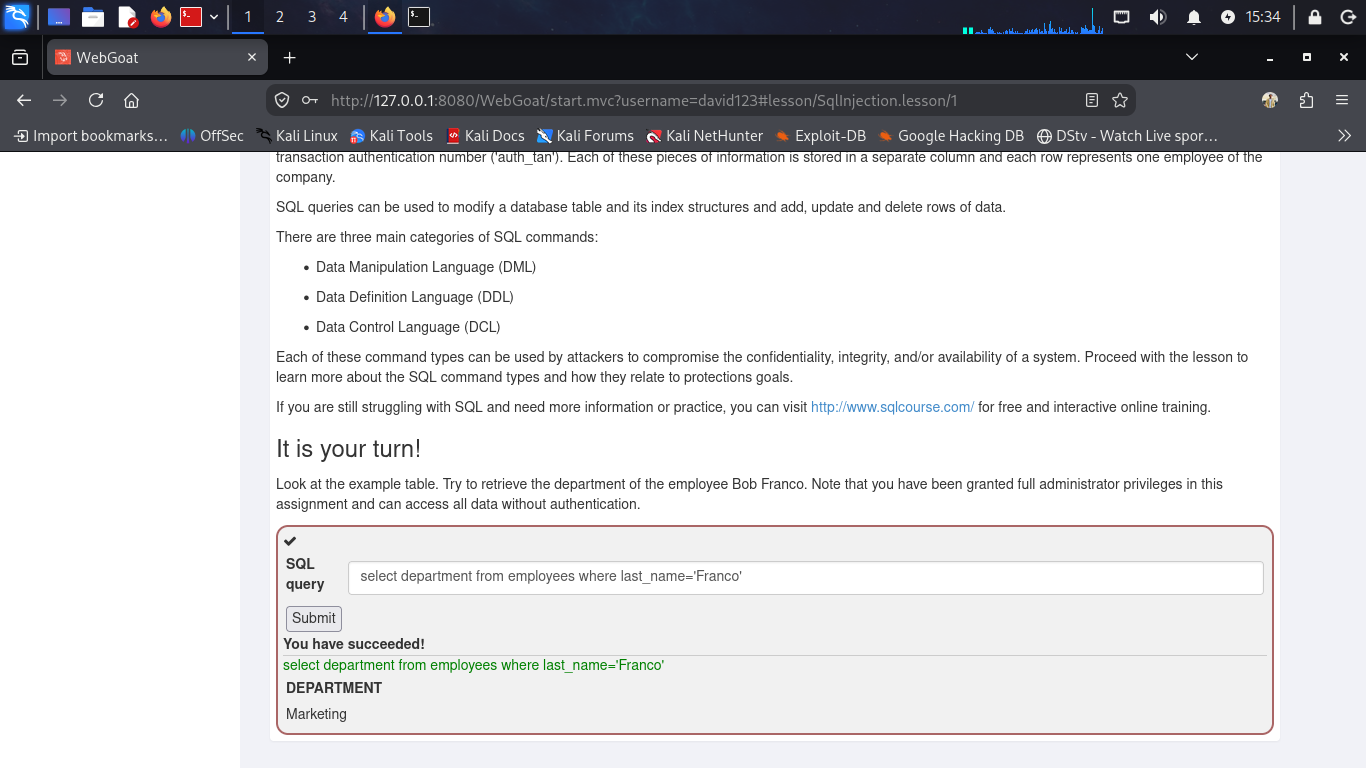 1 2 3 4 15:34
WebGoat
http://127.0.0.1:8080/WebGoat/start.mvc?username=david123#lesson/SqlInjection.lesson/1
Import bookmarks... OffSec Kali Linux Kali Tools Kali Docs Kali Forums Kali NetHunter Exploit-DB Google Hacking DB DStv - Watch Live spor...
transaction authentication number ('auth_tan'). Each of these pieces of information is stored in a separate column and each row represents one employee of the
company.
SQL queries can be used to modify a database table and its index structures and add, update and delete rows of data.
There are three main categories of SQL commands:
• Data Manipulation Language (DML)
• Data Definition Language (DDL)
• Data Control Language (DCL)
Each of these command types can be used by attackers to compromise the confidentiality, integrity, and/or availability of a system. Proceed with the lesson to
learn more about the SQL command types and how they relate to protections goals.
If you are still struggling with SQL and need more information or practice, you can visit http://www.sqlcourse.com/ for free and interactive online training.
It is your turn!
Look at the example table. Try to retrieve the department of the employee Bob Franco. Note that you have been granted full administrator privileges in this
assignment and can access all data without authentication.
SQL
query
select department from employees where last_name='Franco'
Submit
You have succeeded!
select department from employees where last_name='Franco'
DEPARTMENT
Marketing